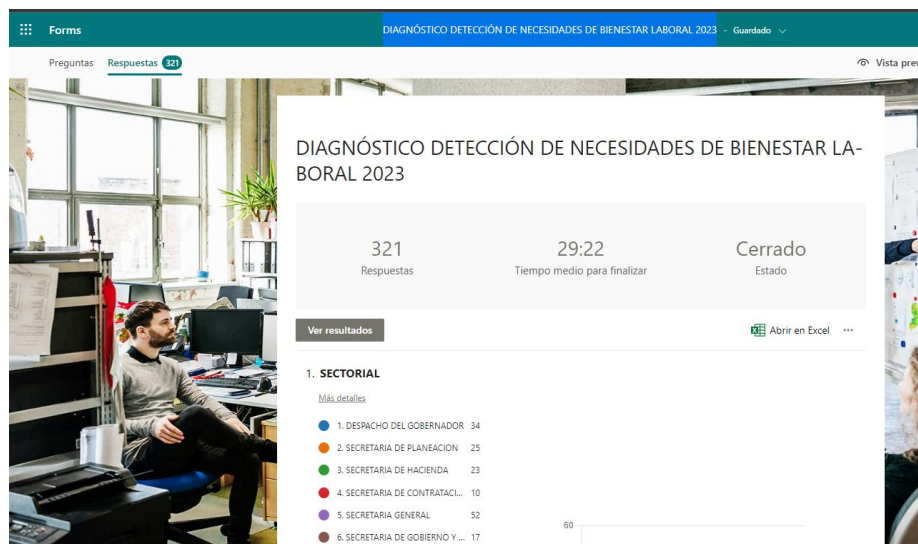 Forms
DIAGNÓSTICO DETECCIÓN DE NECESIDADES DE BIENESTAR LABORAL 2023 - Guardado
Preguntas Respuestas 321
Vista prev
DIAGNÓSTICO DETECCIÓN DE NECESIDADES DE BIENESTAR LA-
BORAL 2023
321 29:22 Cerrado
Respuestas Tiempo medio para finalizar Estado
Ver resultados
Abrir en Excel ...
1. SECTORIAL
Más detalles
1. DESPACHO DEL GOBERNADOR 34
2. SECRETARIA DE PLANEACION 25
3. SECRETARIA DE HACIENDA 23
4. SECRETARIA DE CONTRATACI... 10
5. SECRETARIA GENERAL 52
6. SECRETARIA DE GOBIERNO Y ... 17
60